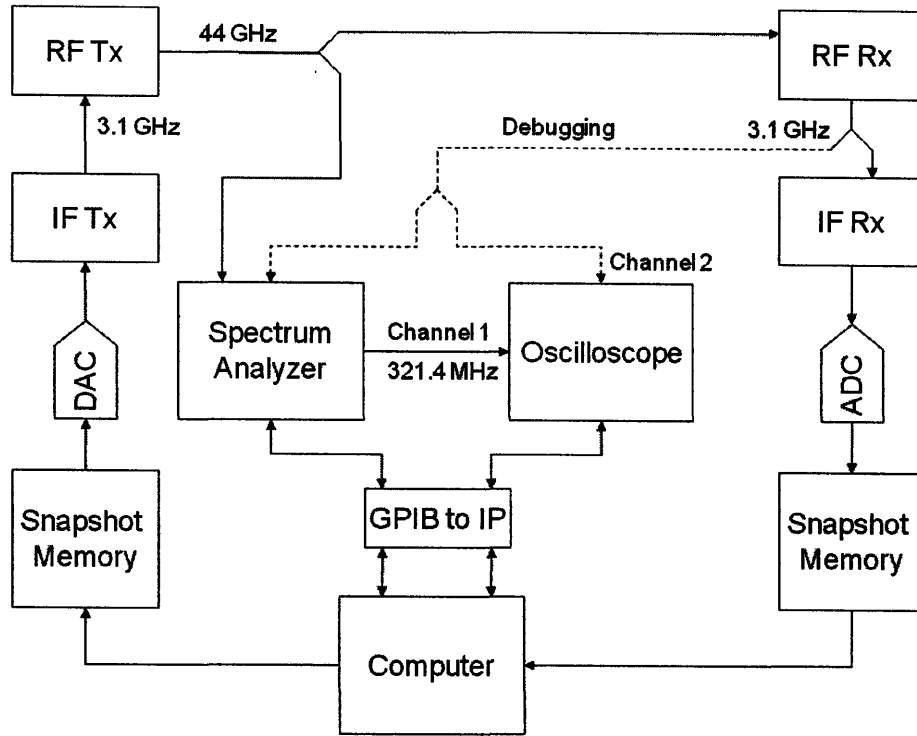 RF Tx
44 GHz
RF Rx
3.1 GHz
Debugging
3.1 GHz
IF Tx
IF Rx
Channel 2
Spectrum
Analyzer
Channel 1
321.4 MHz
Oscilloscope
DAC
ADC
Snapshot
Memory
GPIB to IP
Snapshot
Memory
Computer